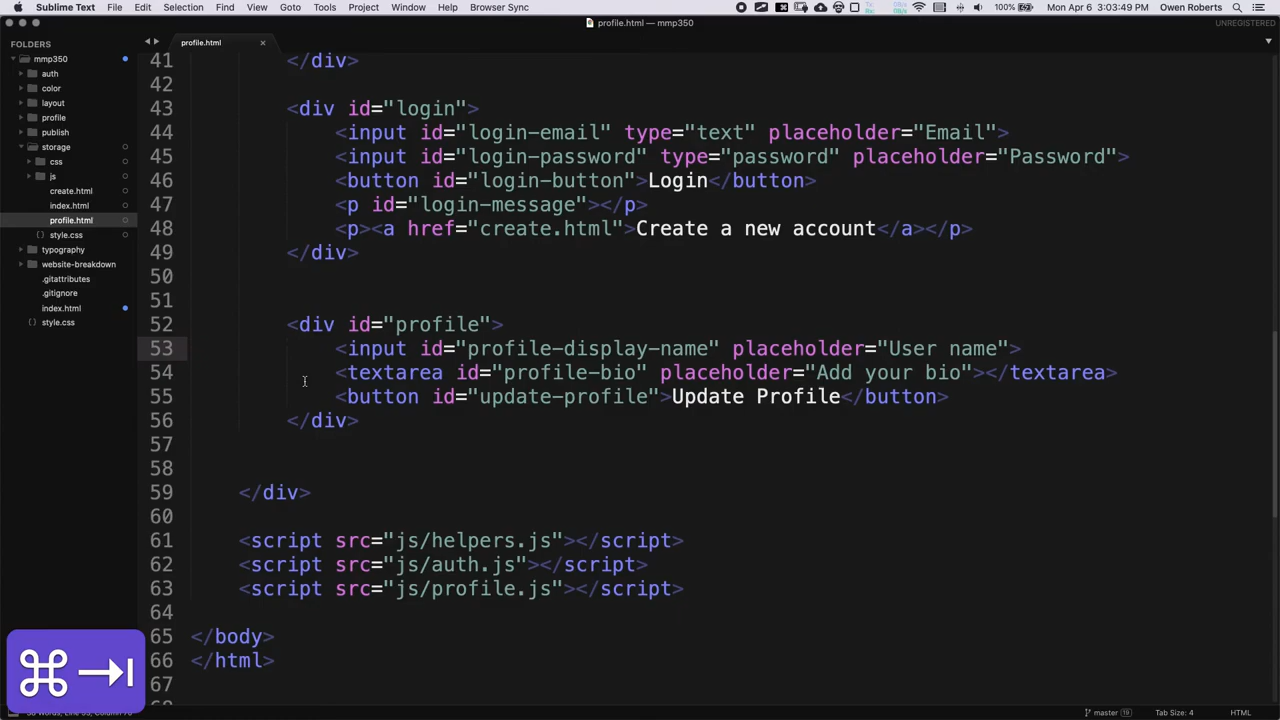 Sublime Text File Edit Selection Find View Goto Tools Project Window Help Browser Sync
100% Mon Apr 6 3:03:49 PM Owen Roberts
profile.html — mmp350
UNREGISTERED
FOLDERS
profile.html
mmp350
auth
color
layout
profile
publish
storage
css
js
create.html
index.html
profile.html
style.css
typography
website-breakdown
.gitattributes
.gitignore
index.html
style.css
41 </div>
42
43 <div id="login">
44 <input id="login-email" type="text" placeholder="Email">
45 <input id="login-password" type="password" placeholder="Password">
46 <button id="login-button">Login</button>
47 <p id="login-message"></p>
48 <p><a href="create.html">Create a new account</a></p>
49 </div>
50
51
52 <div id="profile">
53 <input id="profile-display-name" placeholder="User name">
54 <textarea id="profile-bio" placeholder="Add your bio"></textarea>
55 <button id="update-profile">Update Profile</button>
56 </div>
57
58
59 </div>
60
61 <script src="js/helpers.js"></script>
62 <script src="js/auth.js"></script>
63 <script src="js/profile.js"></script>
64
65 </body>
66 </html>
67
⌘ ⇥
master 19 Tab Size: 4 HTML